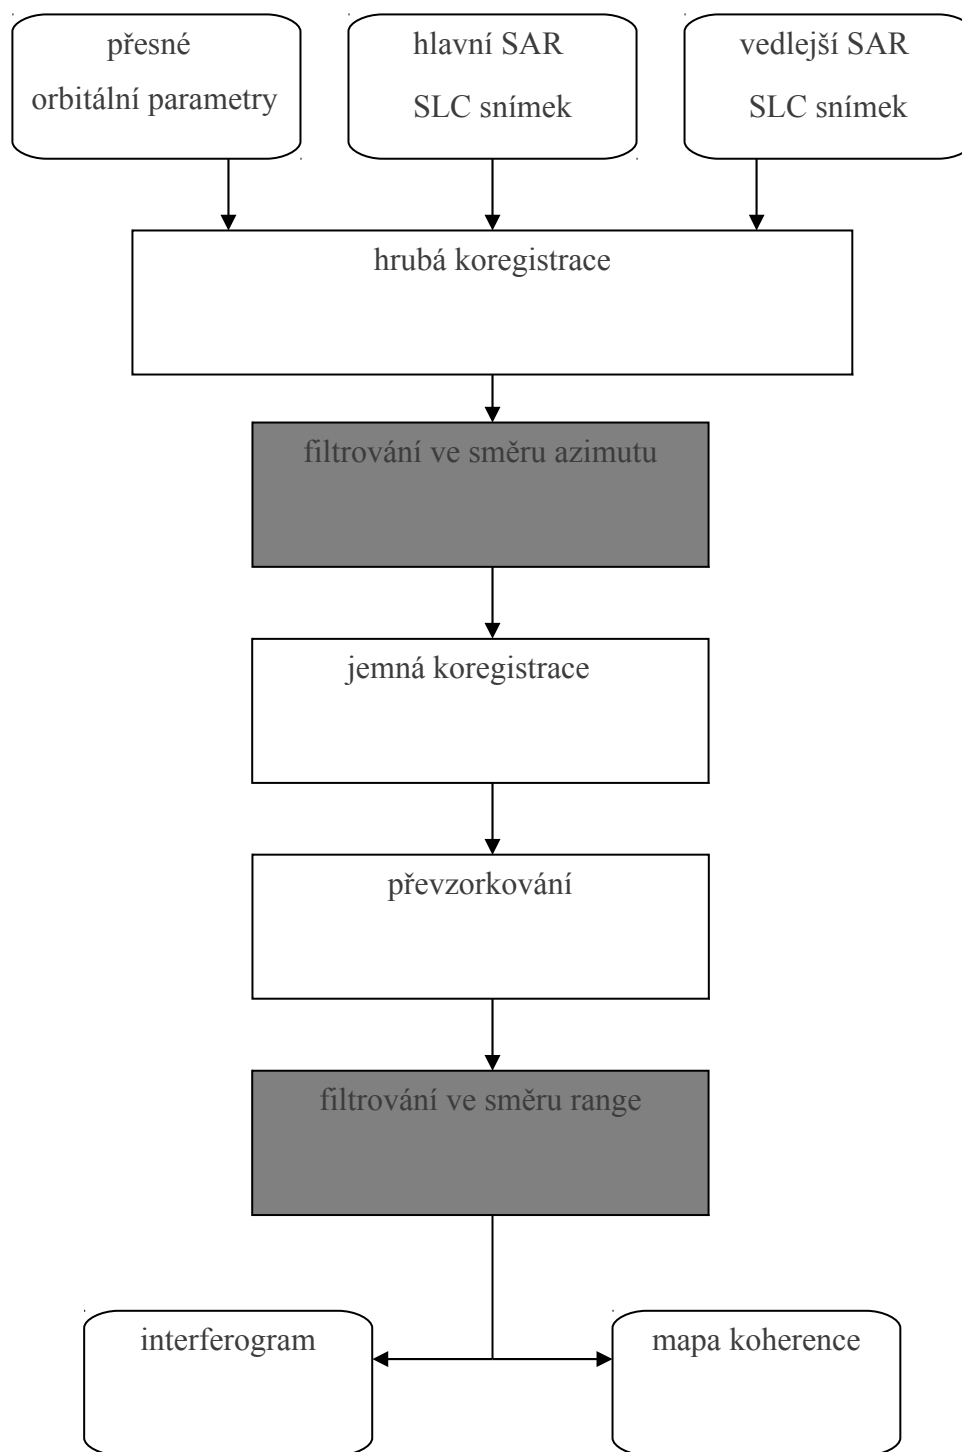 přesné
orbitální parametry
hlavní SAR
SLC snímek
vedlejší SAR
SLC snímek
hrubá koregistrace
filtrování ve směru azimutu
jemná koregistrace
převzorkování
filtrování ve směru range
interferogram
mapa koherence